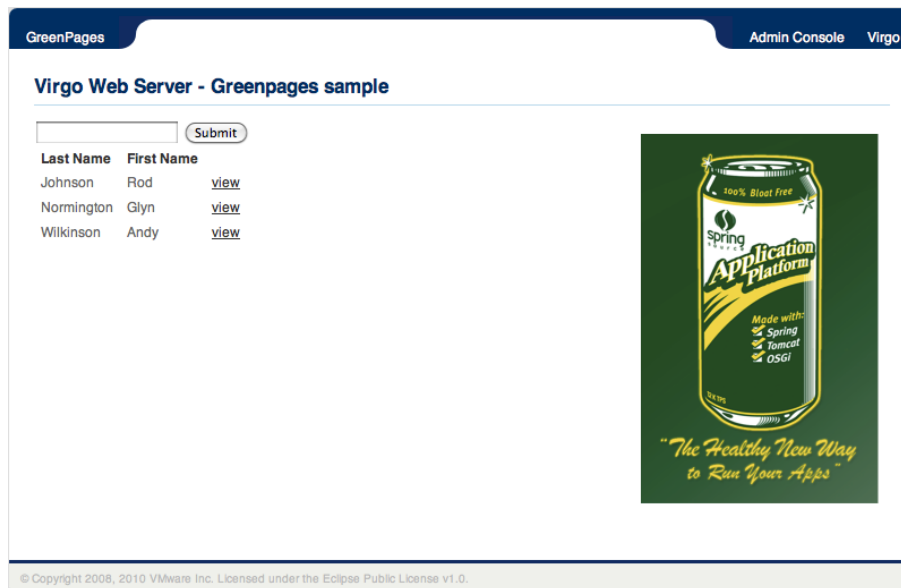 GreenPages Admin Console Virgo
Virgo Web Server - Greenpages sample
Submit
Last Name First Name
Johnson Rod view
Normington Glyn view
Wilkinson Andy view
100% Bloat Free
spring
source
Application
Platform
Made with:
Spring
Tomcat
OSGi
12 X TPS
"The Healthy New Way
to Run Your Apps"
© Copyright 2008, 2010 VMware Inc. Licensed under the Eclipse Public License v1.0.